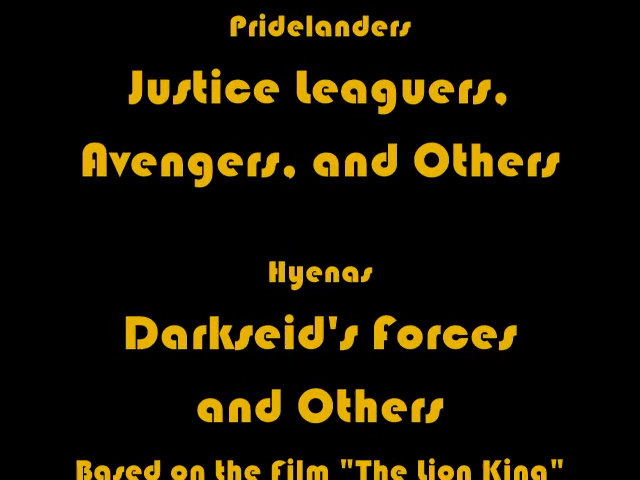 Pridelanders
Justice Leaguers,
Avengers, and Others
Hyenas
Darkseid's Forces
and Others
Based on the Film "The Lion King"